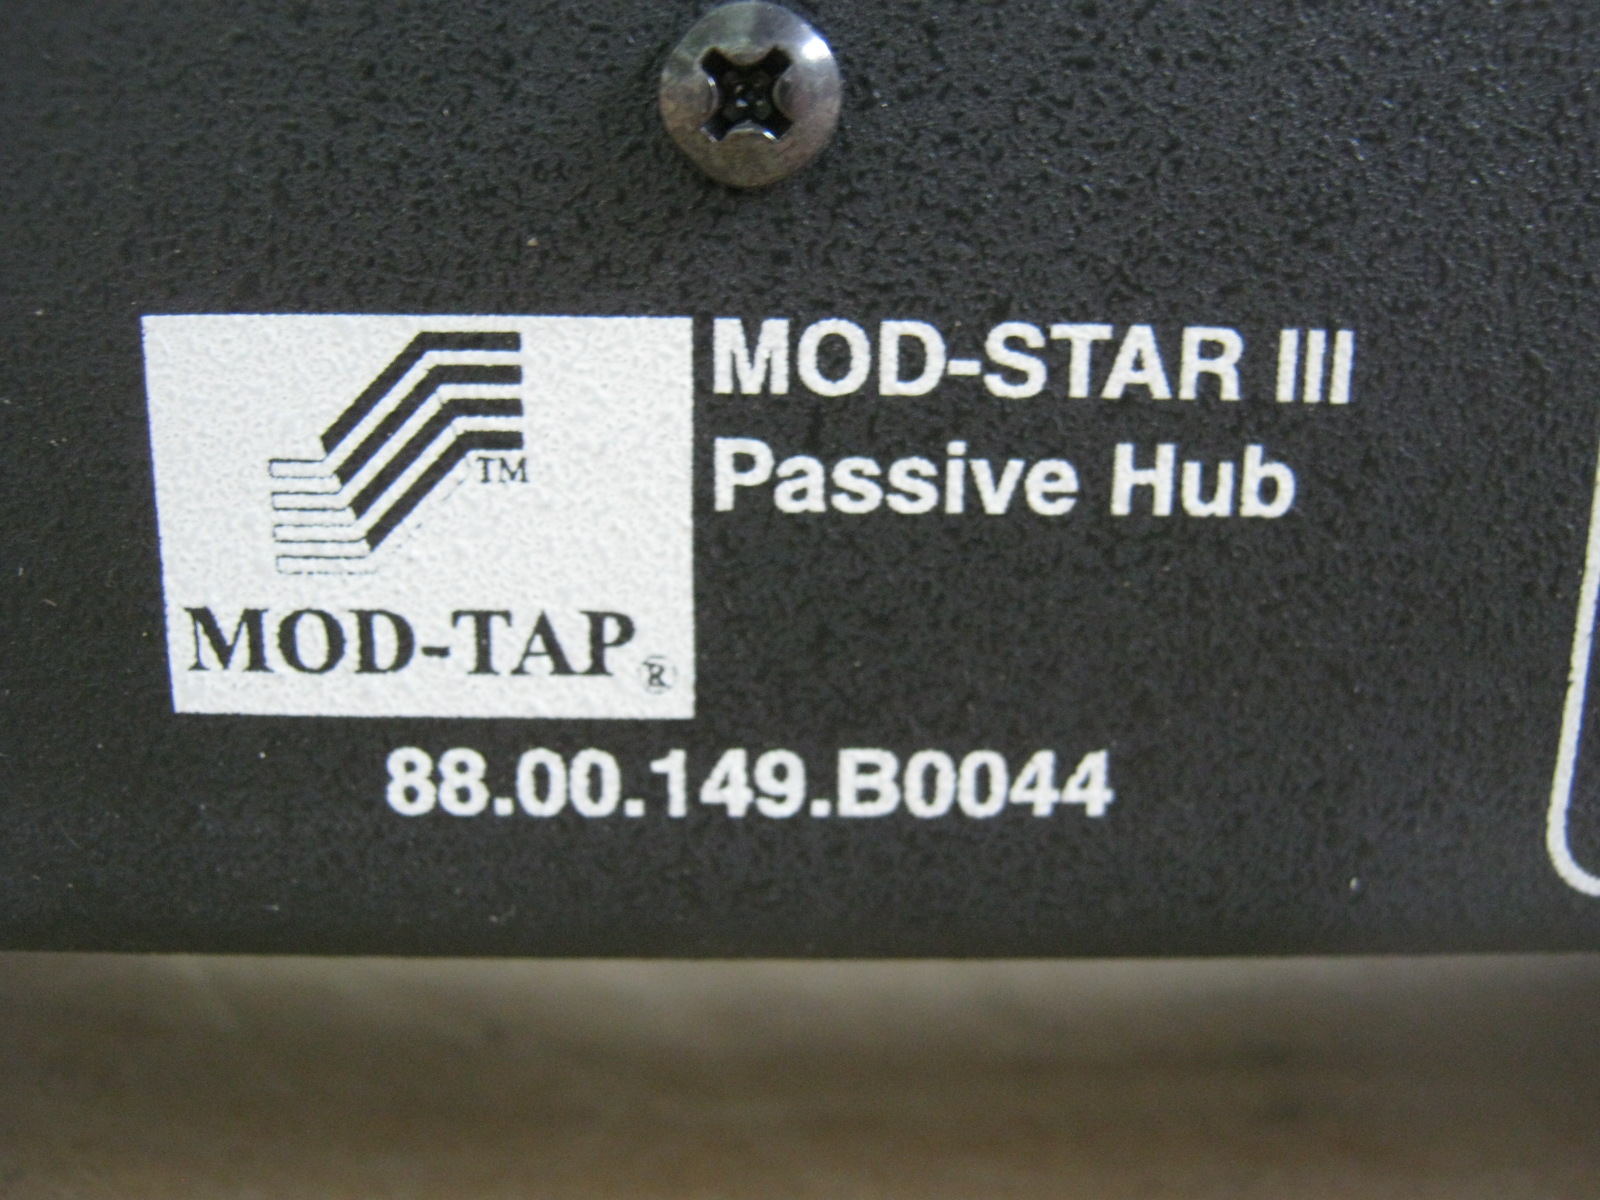 MOD-STAR III
Passive Hub
TM
MOD-TAP®
88.00.149.B0044